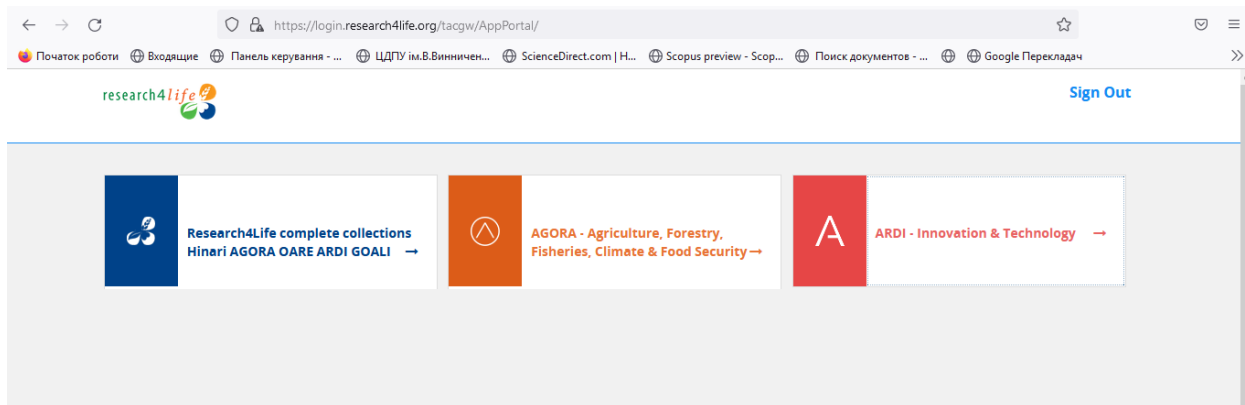 https://login.research4life.org/tacgw/AppPortal/
Початок роботи Входящие Панель керування - ... ЦДПУ ім.В.Винничен... ScienceDirect.com | H... Scopus preview - Scop... Поиск документов - ... Google Перекладач
research4life
Sign Out
Research4Life complete collections
Hinari AGORA OARE ARDI GOALI →
AGORA - Agriculture, Forestry,
Fisheries, Climate & Food Security →
ARDI - Innovation & Technology →